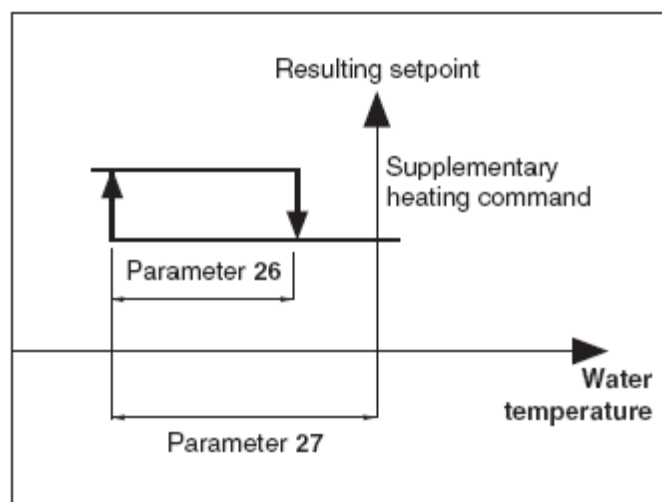 Resulting setpoint
Supplementary
heating command
Parameter 26
Water
temperature
Parameter 27